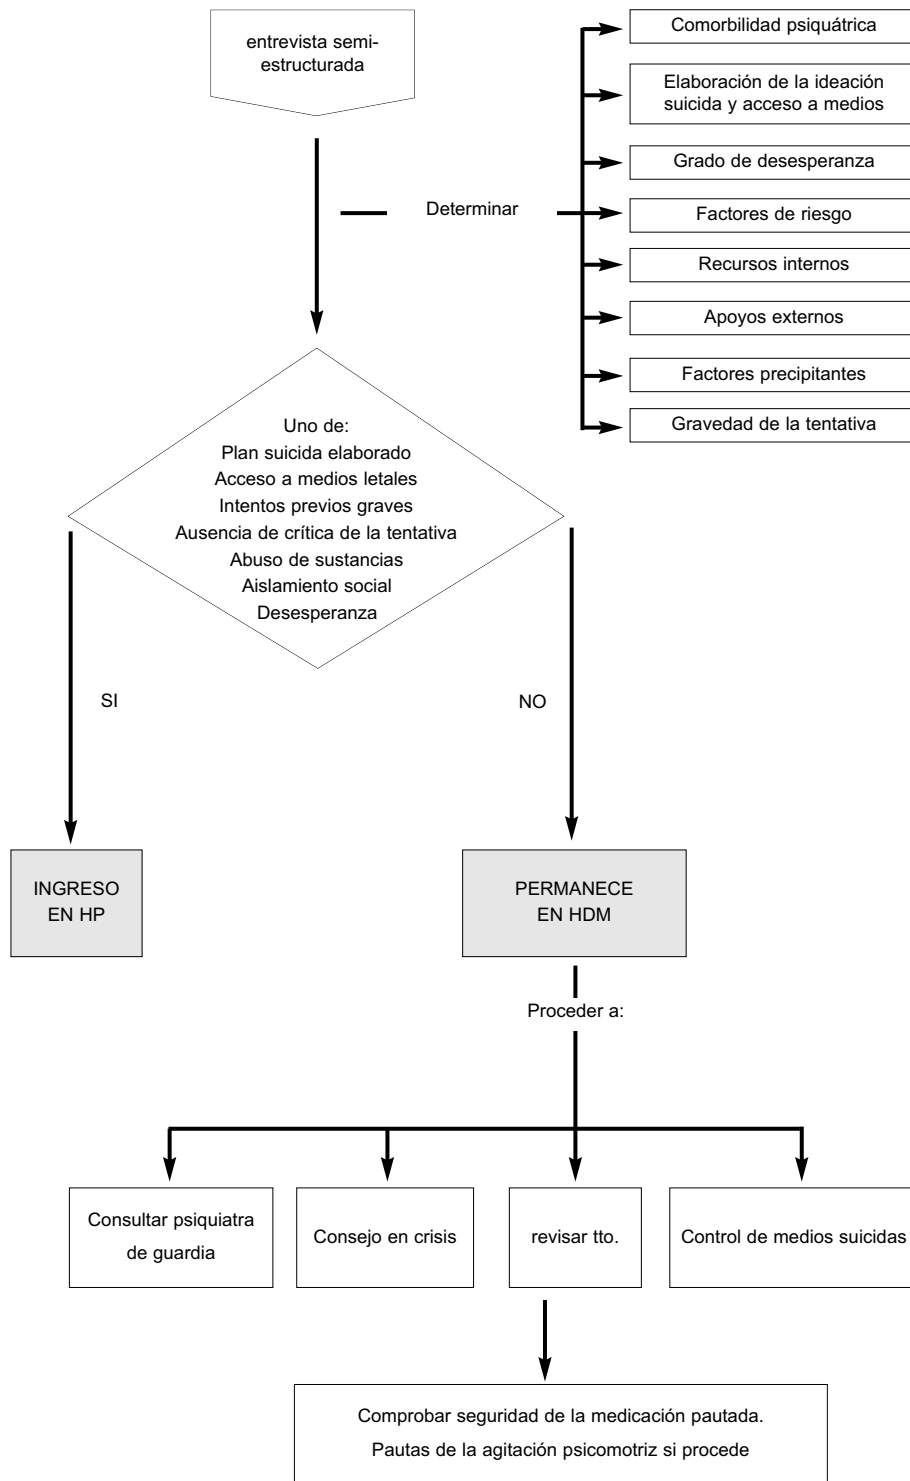 entrevista semi-
estructurada
Determinar
Comorbilidad psiquátrica
Elaboración de la ideación
suicida y acceso a medios
Grado de desesperanza
Factores de riesgo
Recursos internos
Apoyos externos
Factores precipitantes
Gravedad de la tentativa
Uno de:
Plan suicida elaborado
Acceso a medios letales
Intentos previos graves
Ausencia de crítica de la tentativa
Abuso de sustancias
Aislamiento social
Desesperanza
SI
NO
INGRESO
EN HP
PERMANECE
EN HDM
Proceder a:
Consultar psiquiatra
de guardia
Consejo en crisis
revisar tto.
Control de medios suicidas
Comprobar seguridad de la medicación pautada.
Pautas de la agitación psicomotriz si procede